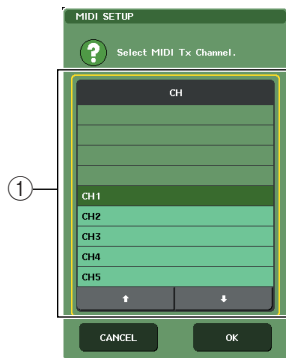 MIDI SETUP
?
Select MIDI Tx Channel.
1
CH
CH1
CH2
CH3
CH4
CH5
CANCEL
OK